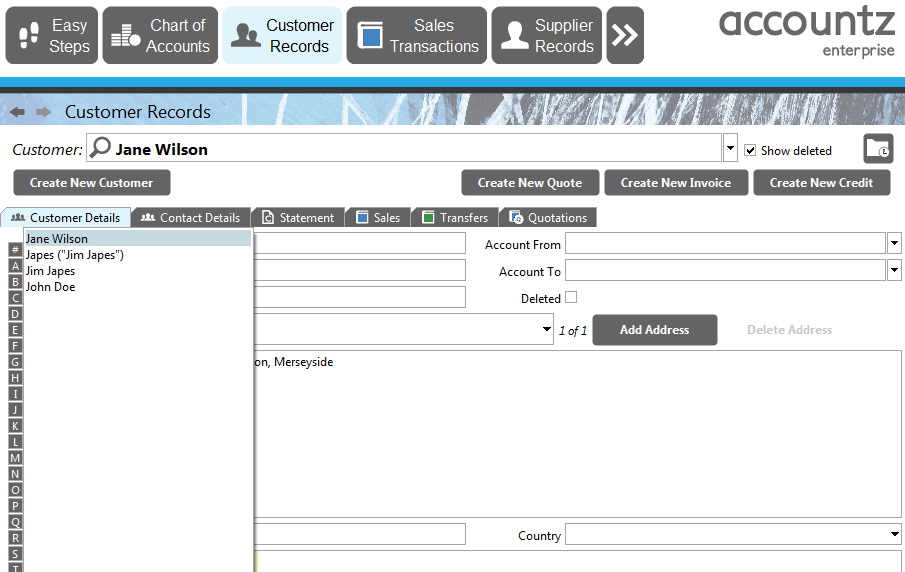 Easy Steps
Chart of Accounts
Customer Records
Sales Transactions
Supplier Records
accountz
enterprise
Customer Records
Customer: Jane Wilson
Show deleted
Create New Customer
Create New Quote
Create New Invoice
Create New Credit
Customer Details
Contact Details
Statement
Sales
Transfers
Quotations
Jane Wilson
Japes ("Jim Japes")
Jim Japes
John Doe
#
A
B
C
D
E
F
G
H
I
J
K
L
M
N
O
P
Q
R
S
T
Account From
Account To
Deleted
1 of 1
Add Address
Delete Address
on, Merseyside
Country